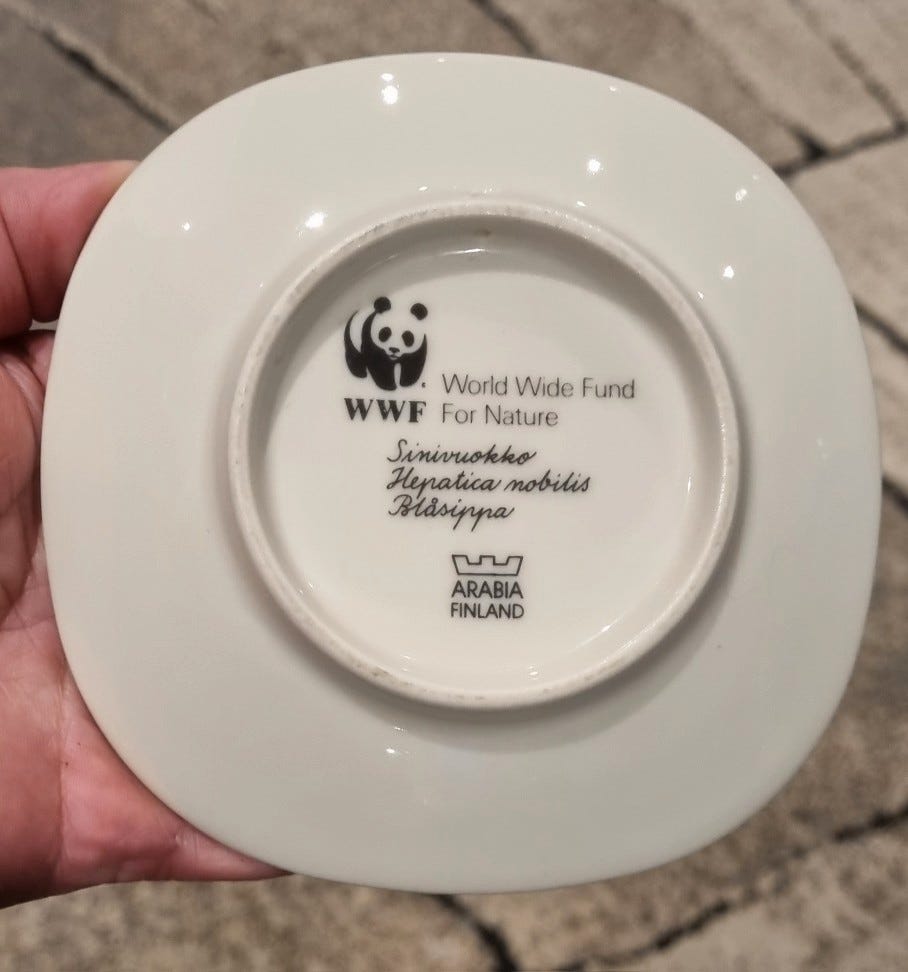 WWF
World Wide Fund
For Nature
Sinivuokko
Hepatica nobilis
Blåsippa
ARABIA
FINLAND